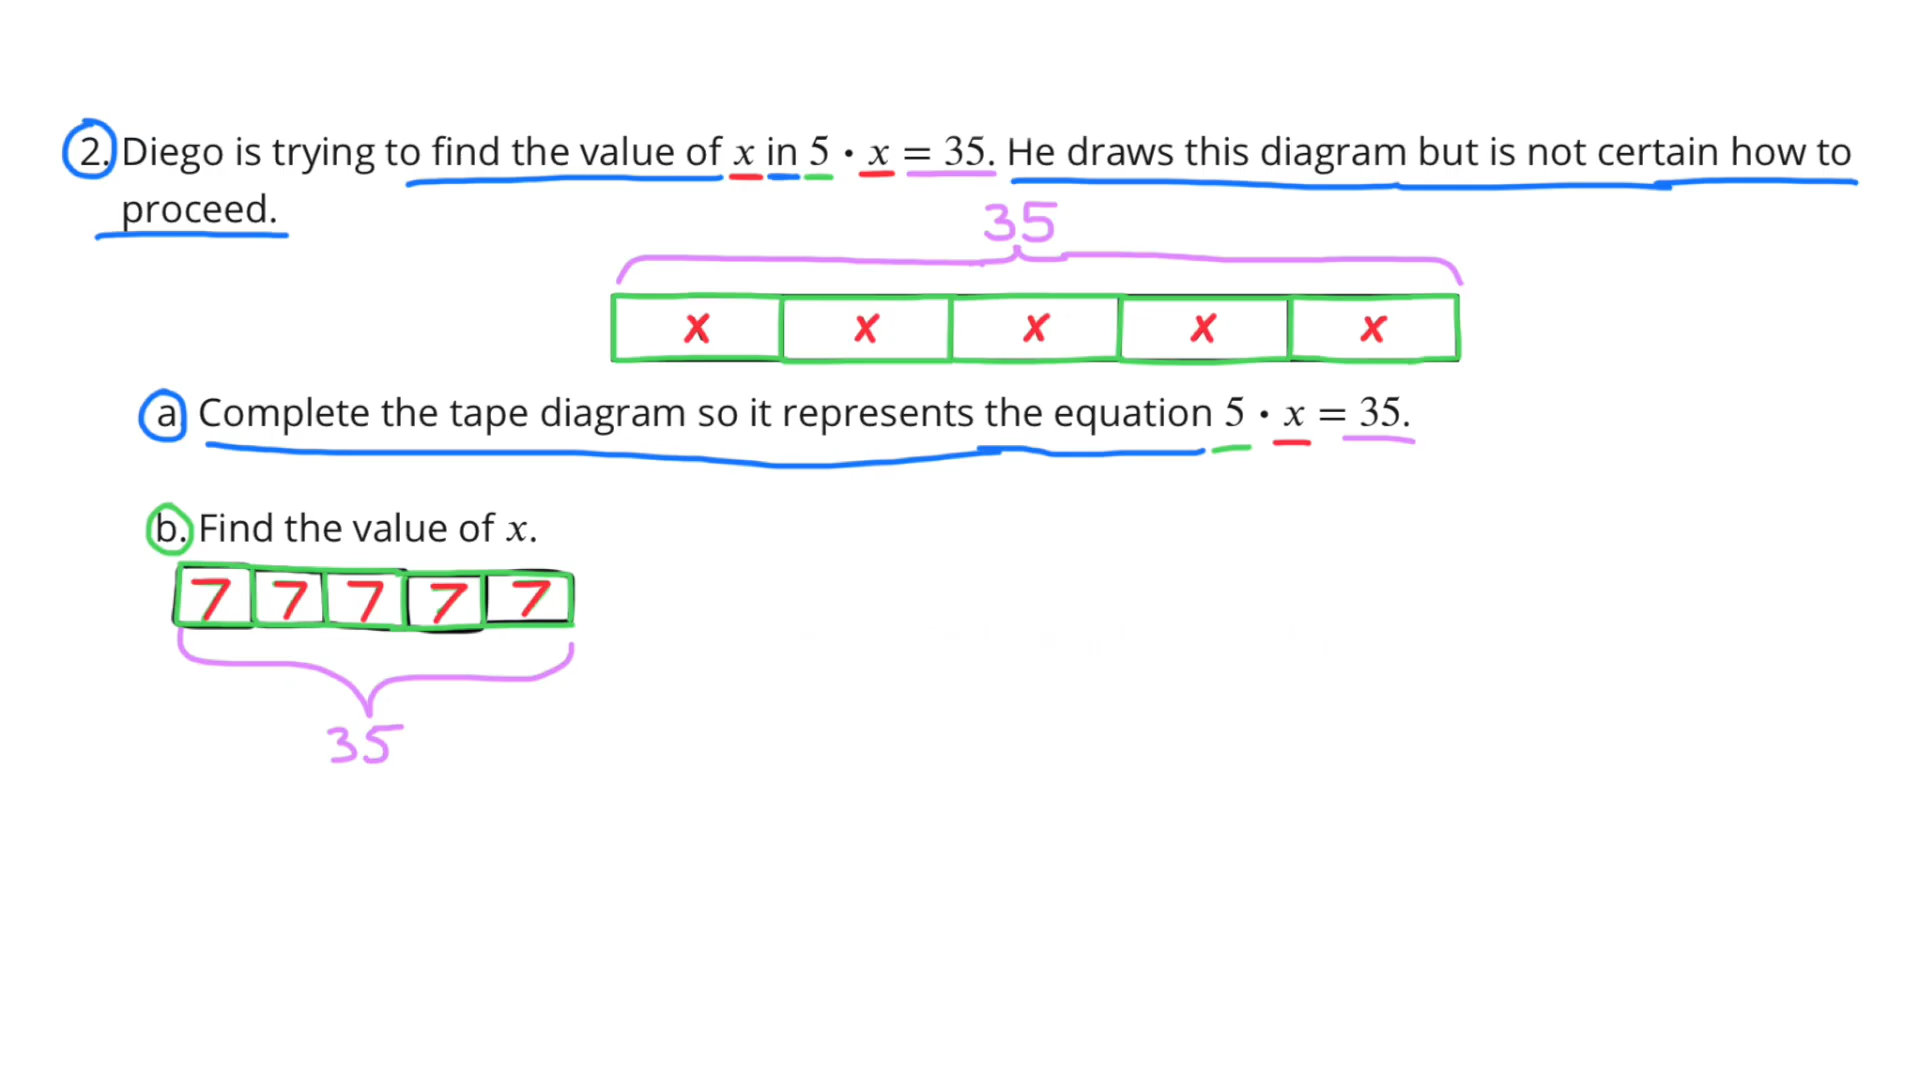 2. Diego is trying to find the value of x in 5 · x = 35. He draws this diagram but is not certain how to
proceed.
35
x x x x x
a. Complete the tape diagram so it represents the equation 5 · x = 35.
b. Find the value of x.
7 7 7 7 7
35